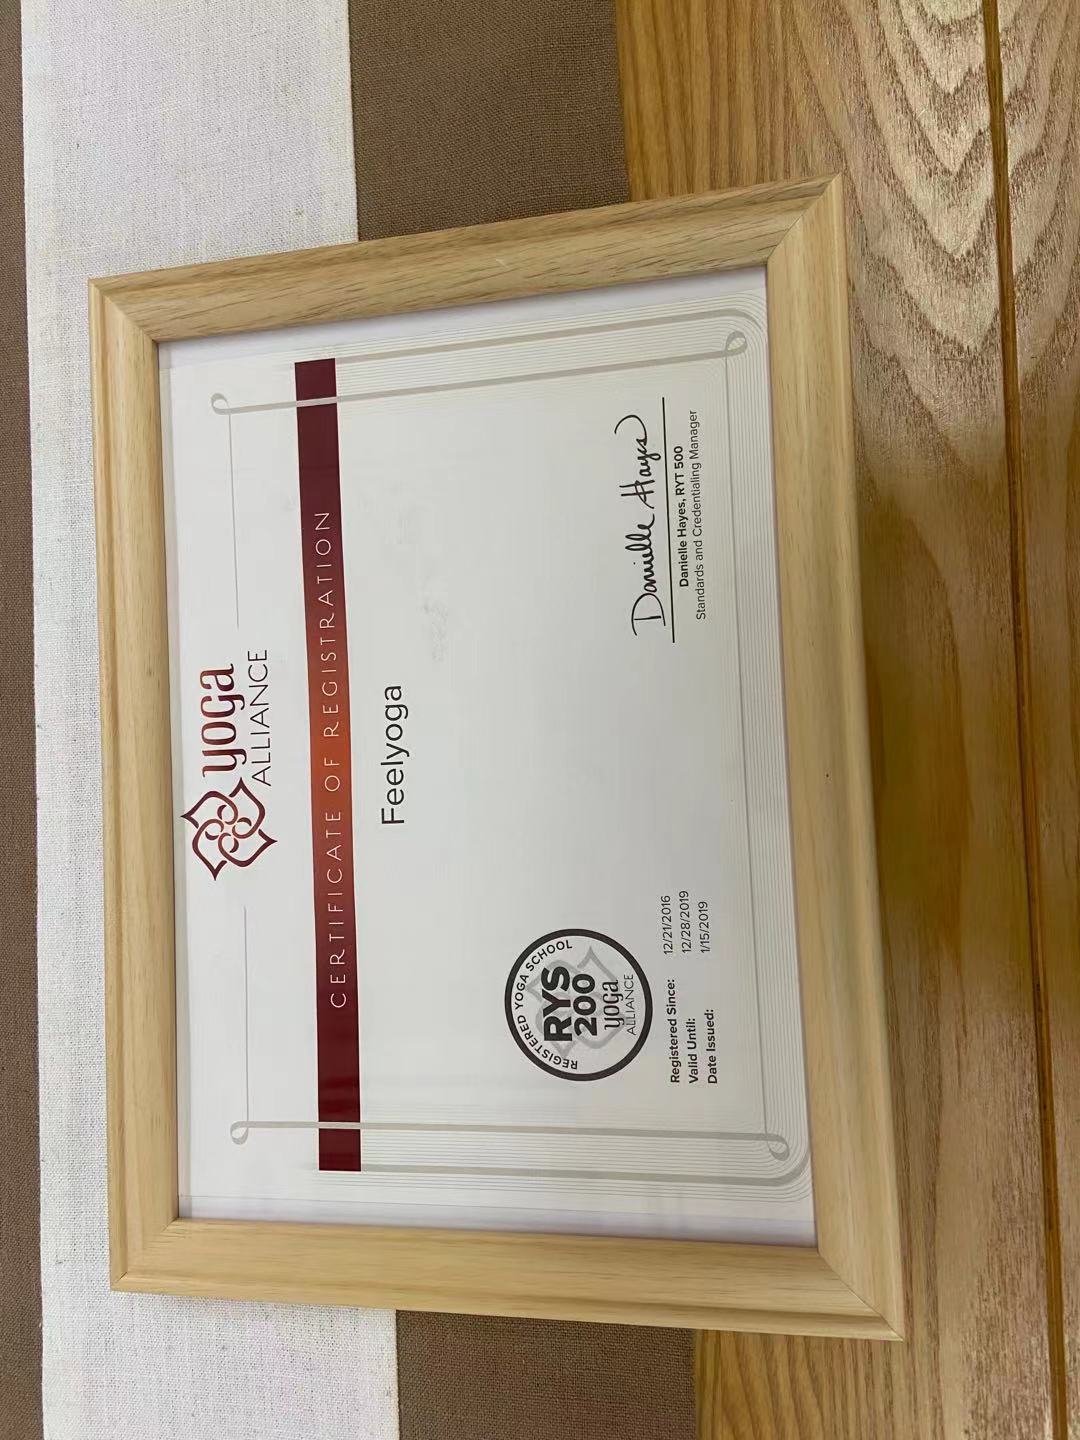 yoga
ALLIANCE
CERTIFICATE OF REGISTRATION
Feelyoga
REGISTERED YOGA SCHOOL
RYS
200
yoga
ALLIANCE
Registered Since: 12/21/2016
Valid Until: 12/28/2019
Date Issued: 1/15/2019
Danielle Hayes
Danielle Hayes, RYT 500
Standards and Credentialing Manager